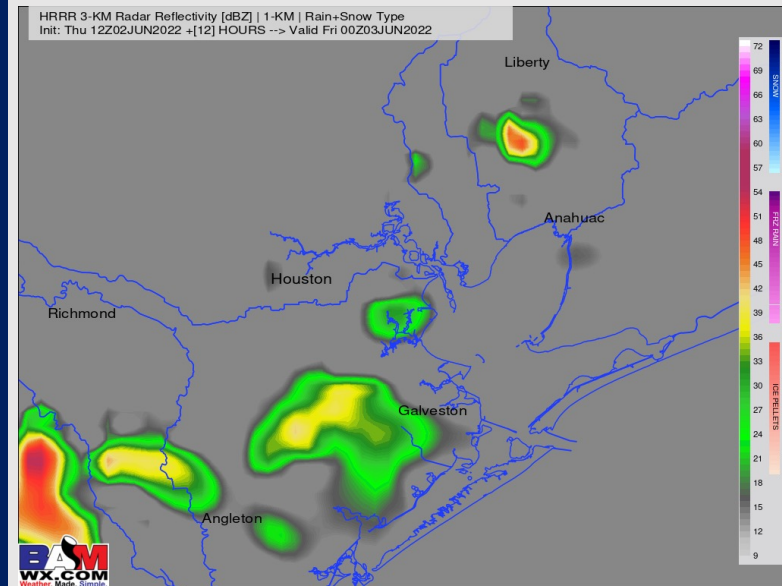 HRRR 3-KM Radar Reflectivity [dBZ] | 1-KM | Rain+Snow Type
Init: Thu 12Z02JUN2022 +[12] HOURS --> Valid Fri 00Z03JUN2022
Liberty
Anahuac
Houston
Richmond
Galveston
Angleton
72
69
66
63
60
57
54
51
48
45
42
39
36
33
30
27
24
21
18
15
12
9
SNOW
FRZ RAIN
ICE PELLETS
BAM
WX.COM
Weather Made Simple